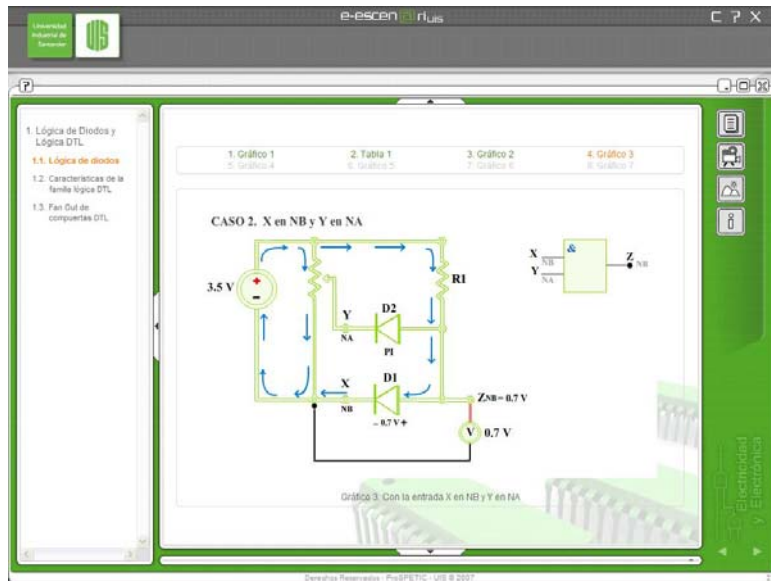 Universidad
Industrial de
Santander
UIS
e-escen@ri UIS
C ? X
?
1. Lógica de Diodos y
Lógica DTL
1.1. Lógica de diodos
1.2. Características de la
familia lógica DTL
1.3. Fan Out de
compuertas DTL
1. Gráfico 1
2. Tabla 1
3. Gráfico 2
4. Gráfico 3
5. Gráfico 4
6. Gráfico 5
7. Gráfico 6
8. Gráfico 7
CASO 2. X en NB y Y en NA
3.5 V
+
-
R1
Y
NA
D2
PI
X
NB
D1
- 0.7 V +
ZNB = 0.7 V
V 0.7 V
X
NB
Y
NA
&
Z
NB
Gráfico 3. Con la entrada X en NB y Y en NA
Electricidad
y Electrónica
Derechos Reservados - ProSPETIC - UIS @ 2007